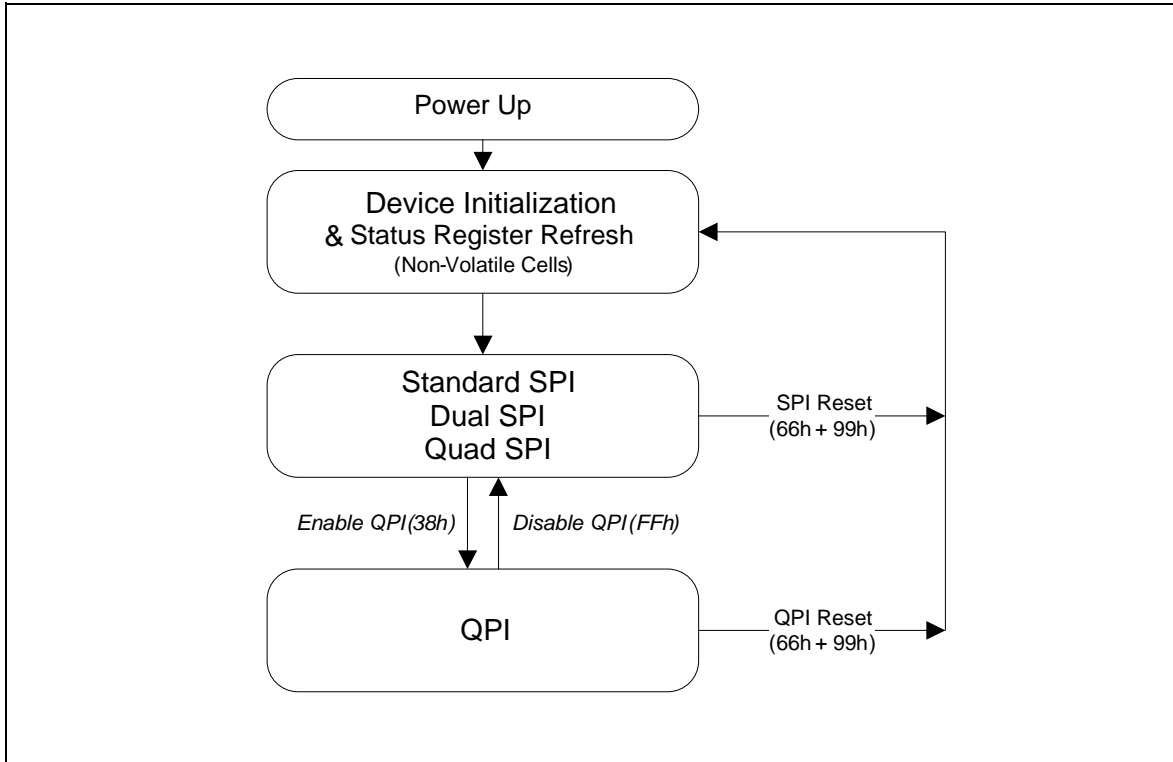 Power Up
Device Initialization
& Status Register Refresh
(Non-Volatile Cells)
Standard SPI
Dual SPI
Quad SPI
SPI Reset
(66h + 99h)
Enable QPI(38h)
Disable QPI(FFh)
QPI
QPI Reset
(66h + 99h)